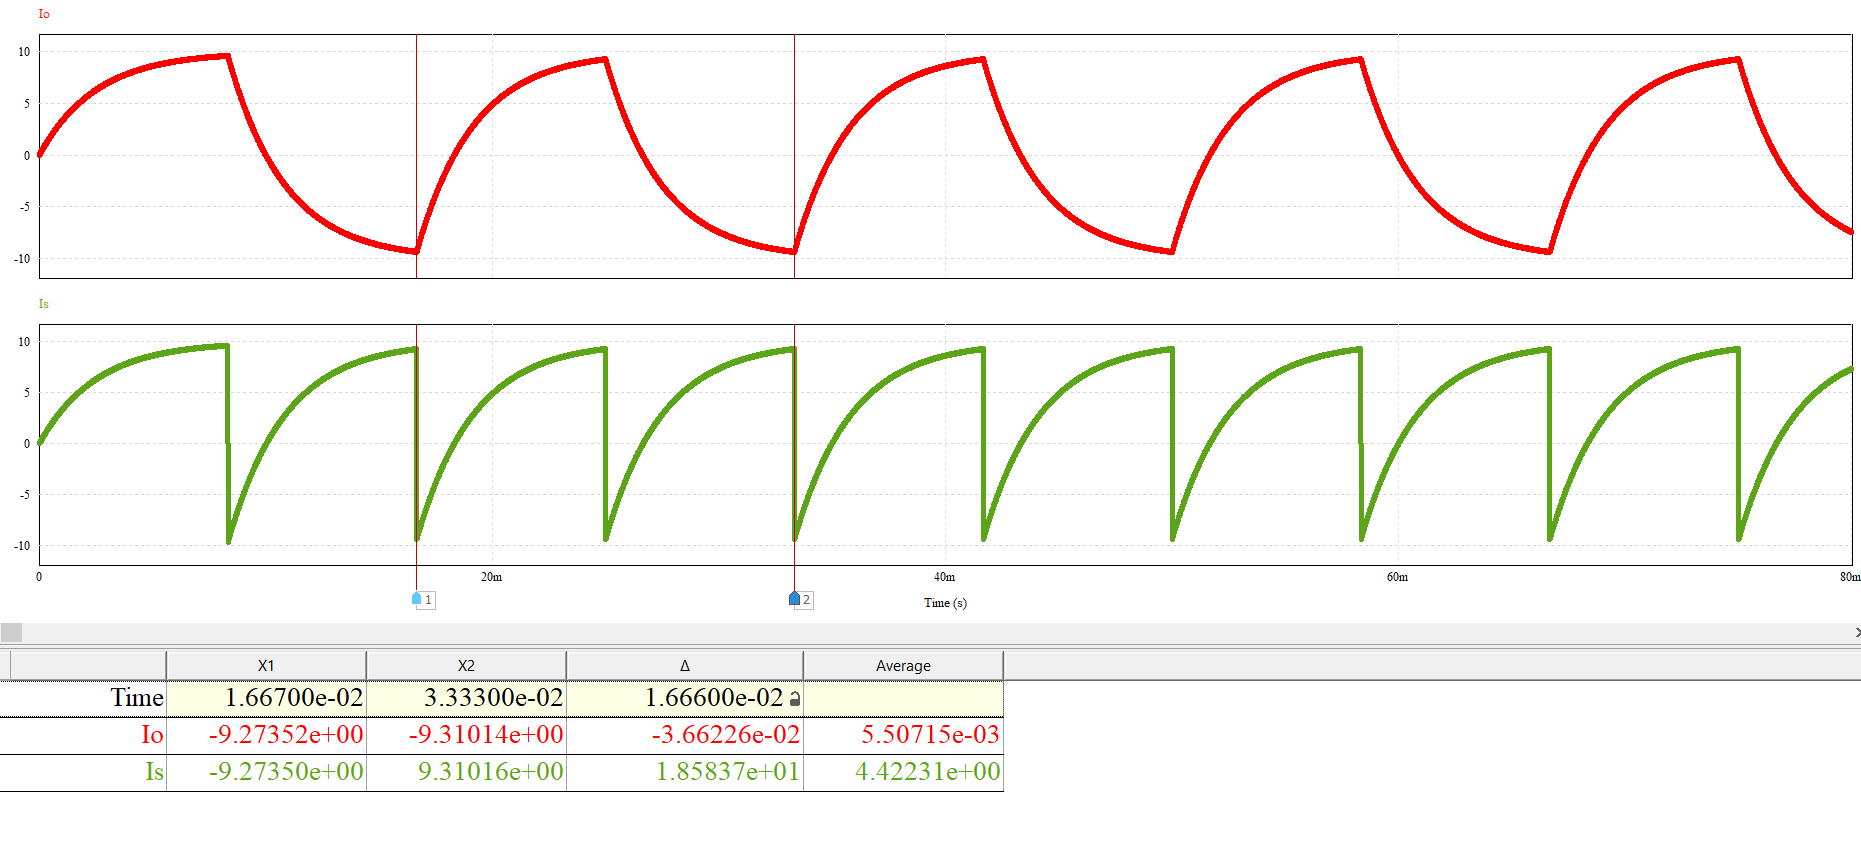 Io
10
5
0
-5
-10
Is
10
5
0
-5
-10
0 20m 40m 60m 80m
1 2
Time (s)
X1 X2 Δ Average
Time 1.66700e-02 3.33300e-02 1.66600e-02
Io -9.27352e+00 -9.31014e+00 -3.66226e-02 5.50715e-03
Is -9.27350e+00 9.31016e+00 1.85837e+01 4.42231e+00